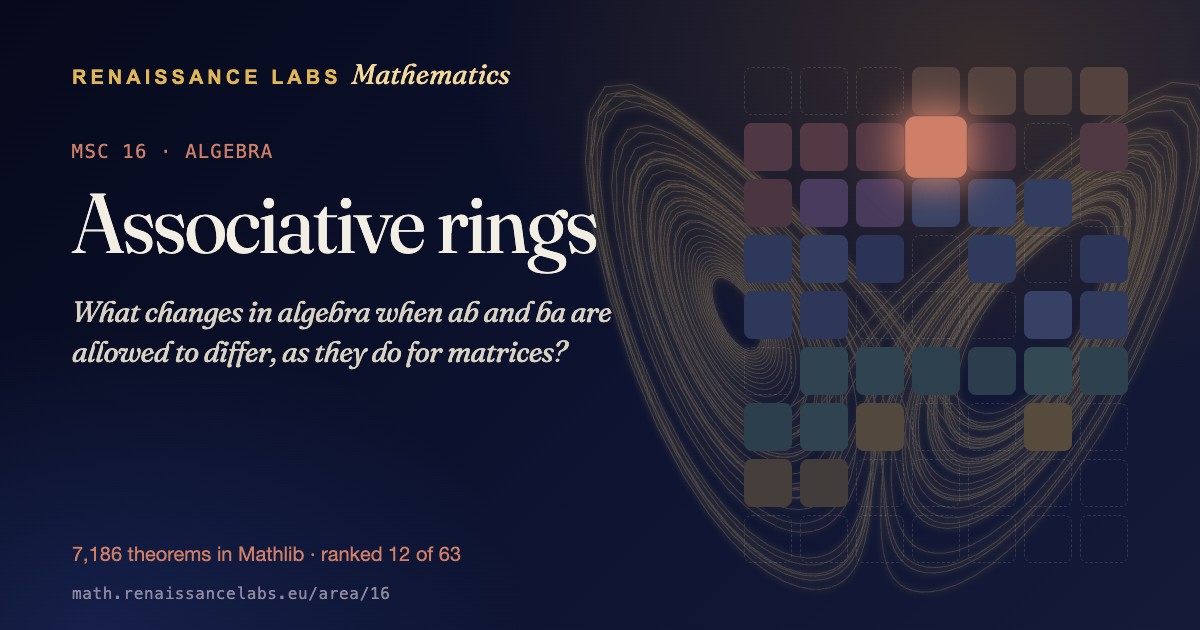 RENAISSANCE LABS Mathematics
MSC 16 · ALGEBRA
Associative rings
What changes in algebra when ab and ba are
allowed to differ, as they do for matrices?
7,186 theorems in Mathlib · ranked 12 of 63
math.renaissancelabs.eu/area/16